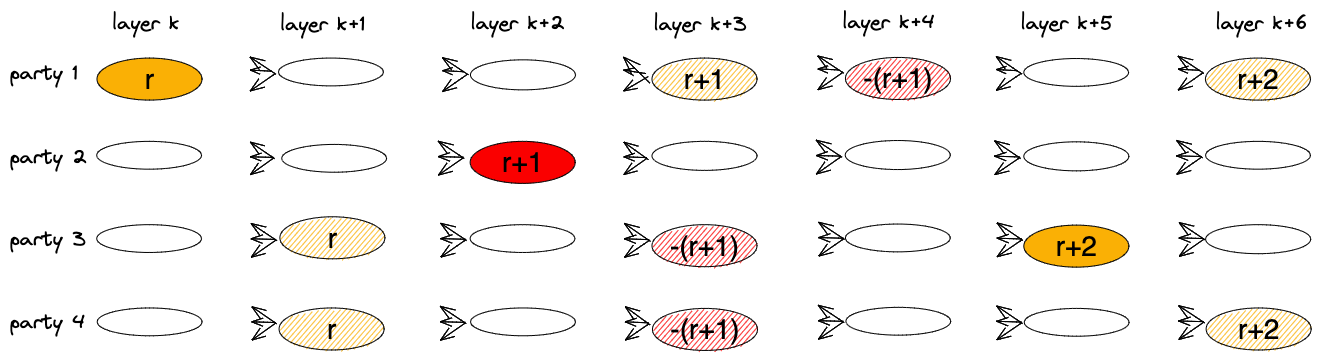 layer k layer k+1 layer k+2 layer k+3 layer k+4 layer k+5 layer k+6
party 1 r r+1 -(r+1) r+2
party 2 r+1
party 3 r -(r+1) r+2
party 4 r -(r+1) r+2